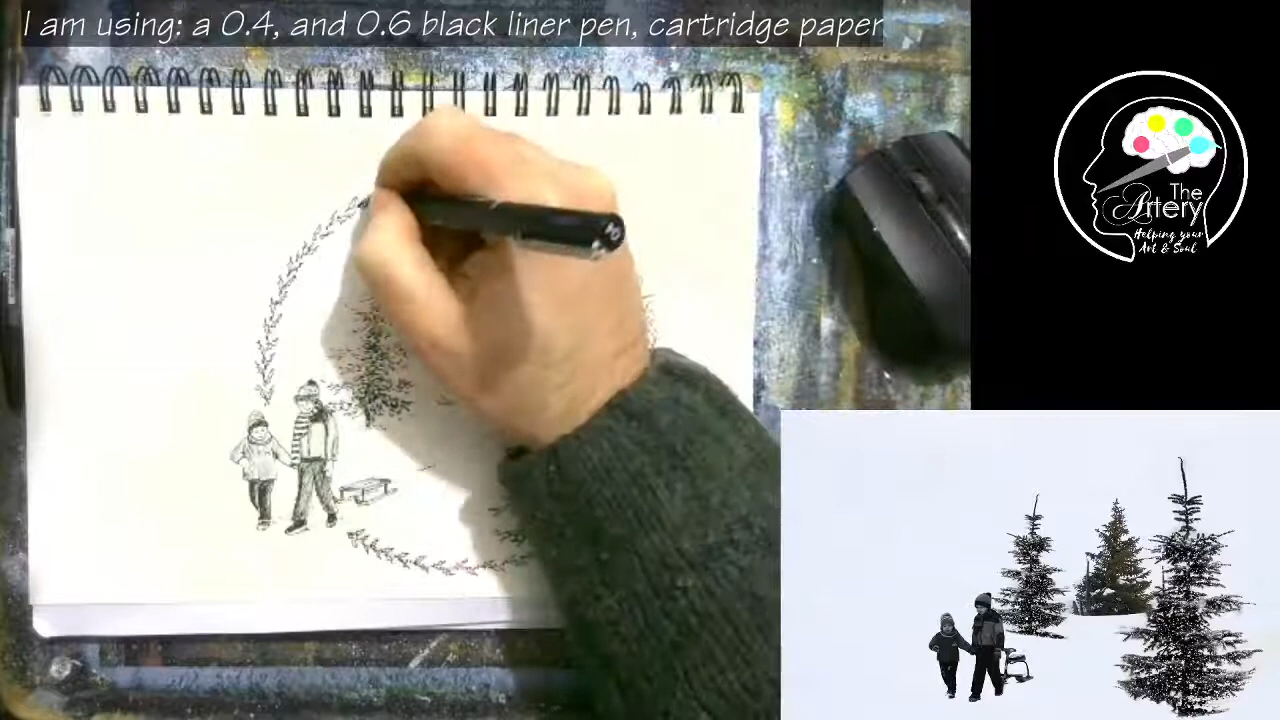 I am using: a 0.4, and 0.6 black liner pen, cartridge paper
The
Artery
Helping your
Art & Soul